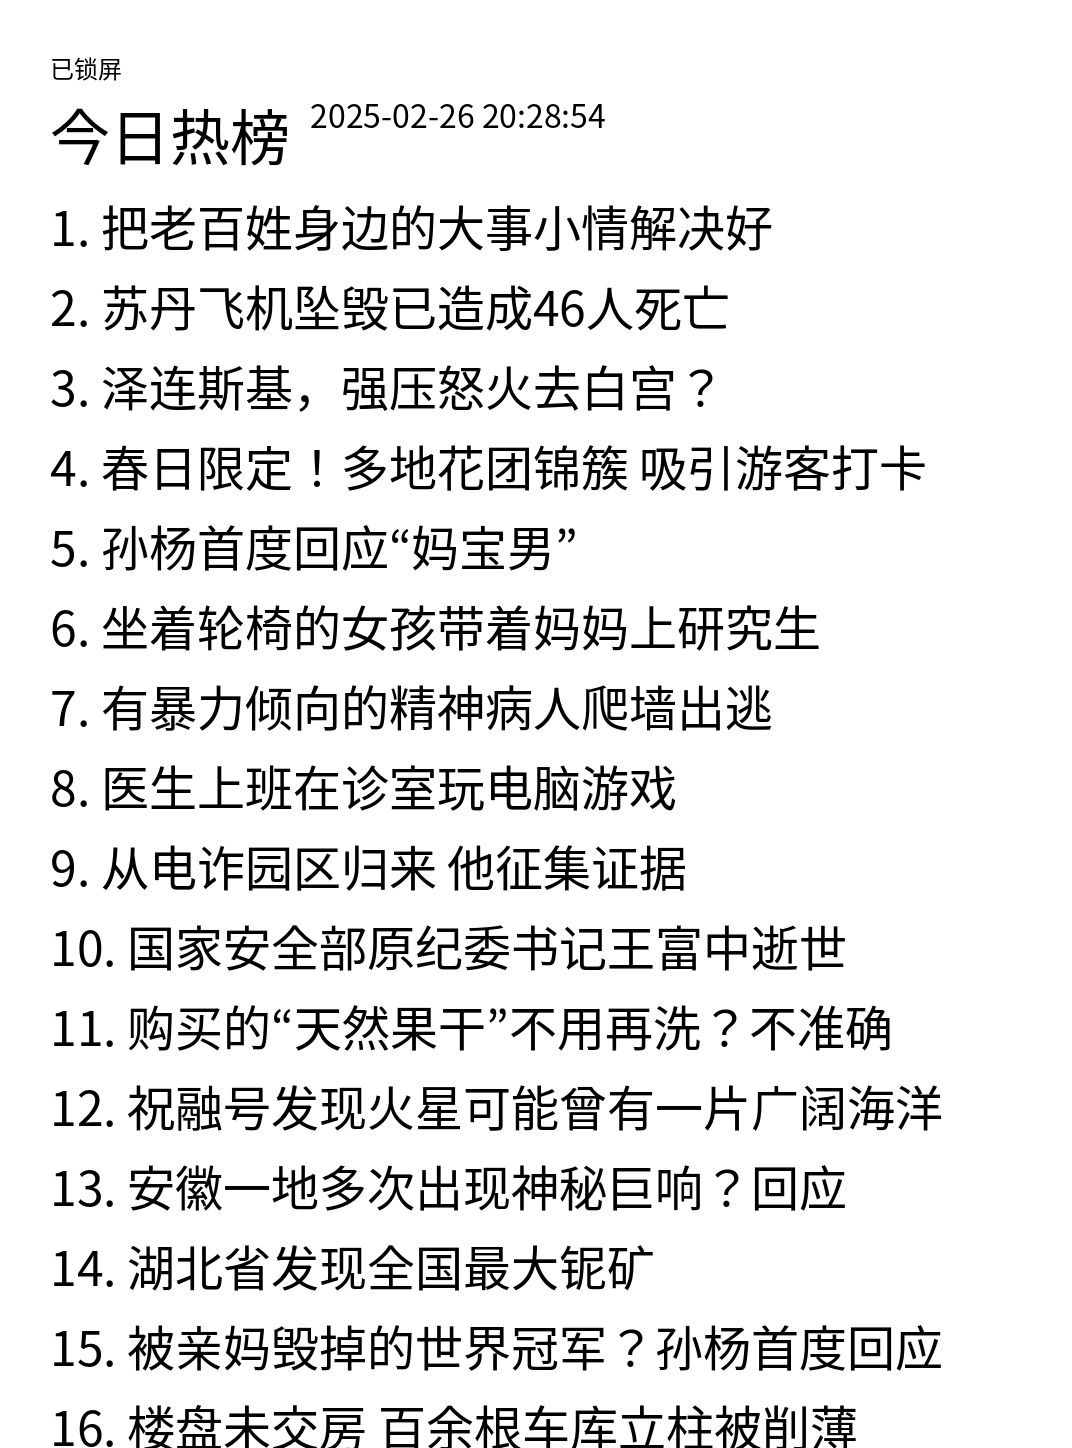 已锁屏
今日热榜 2025-02-26 20:28:54
1. 把老百姓身边的大事小情解决好
2. 苏丹飞机坠毁已造成46人死亡
3. 泽连斯基，强压怒火去白宫？
4. 春日限定！多地花团锦簇 吸引游客打卡
5. 孙杨首度回应“妈宝男”
6. 坐着轮椅的女孩带着妈妈上研究生
7. 有暴力倾向的精神病人爬墙出逃
8. 医生上班在诊室玩电脑游戏
9. 从电诈园区归来 他征集证据
10. 国家安全部原纪委书记王富中逝世
11. 购买的“天然果干”不用再洗？不准确
12. 祝融号发现火星可能曾有一片广阔海洋
13. 安徽一地多次出现神秘巨响？回应
14. 湖北省发现全国最大铌矿
15. 被亲妈毁掉的世界冠军？孙杨首度回应
16. 楼盘未交房 百余根车库立柱被削薄